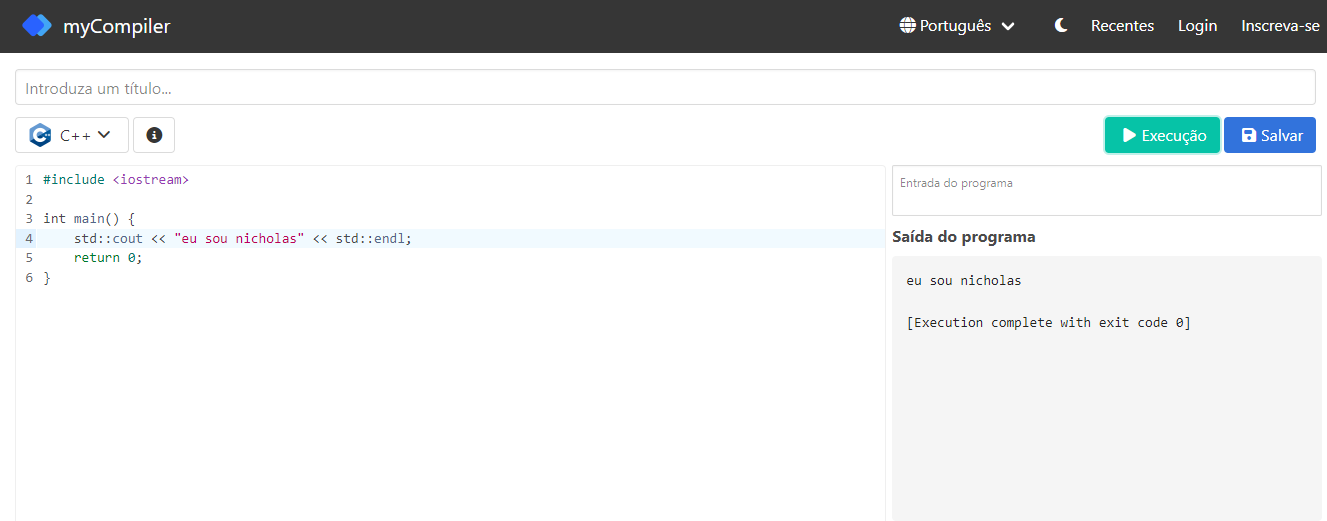 myCompiler
Português
Recentes
Login
Inscreva-se
Introduza um título...
C++
Execução
Salvar
1 #include <iostream>
2
3 int main() {
4     std::cout << "eu sou nicholas" << std::endl;
5     return 0;
6 }
Entrada do programa
Saída do programa
eu sou nicholas
[Execution complete with exit code 0]